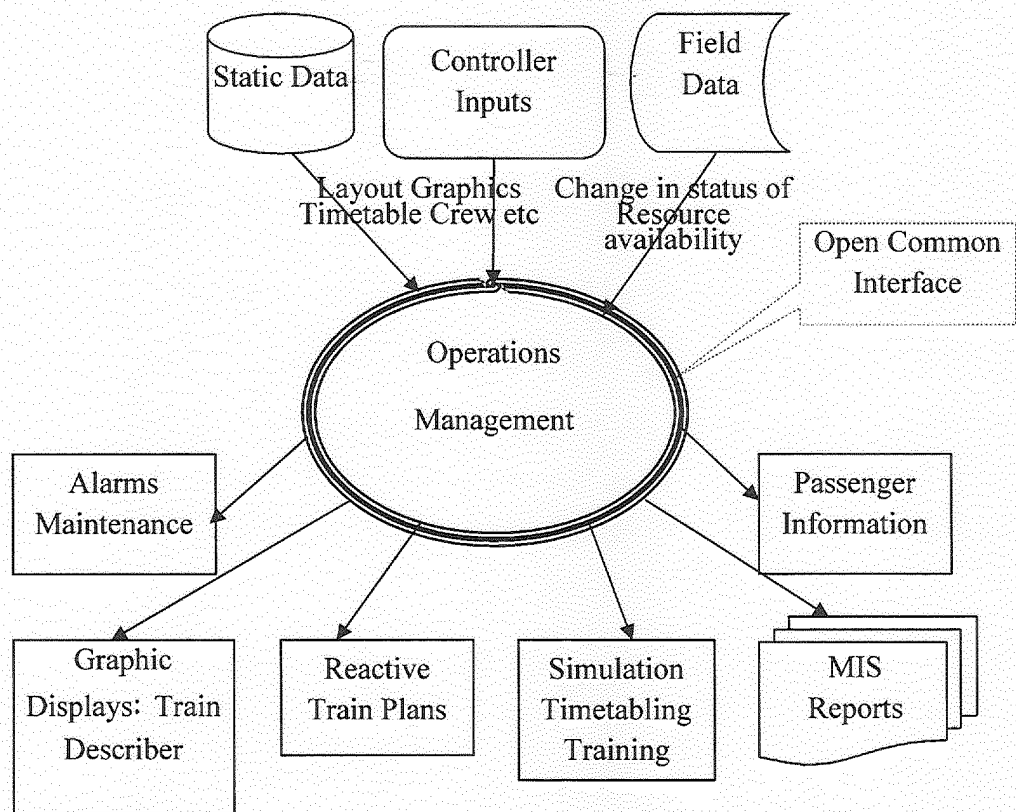 Static Data
Controller
Inputs
Field
Data
Layout Graphics
Timetable Crew etc
Change in status of
Resource
availability
Open Common
Interface
Operations
Management
Alarms
Maintenance
Passenger
Information
Graphic
Displays: Train
Describer
Reactive
Train Plans
Simulation
Timetabling
Training
MIS
Reports